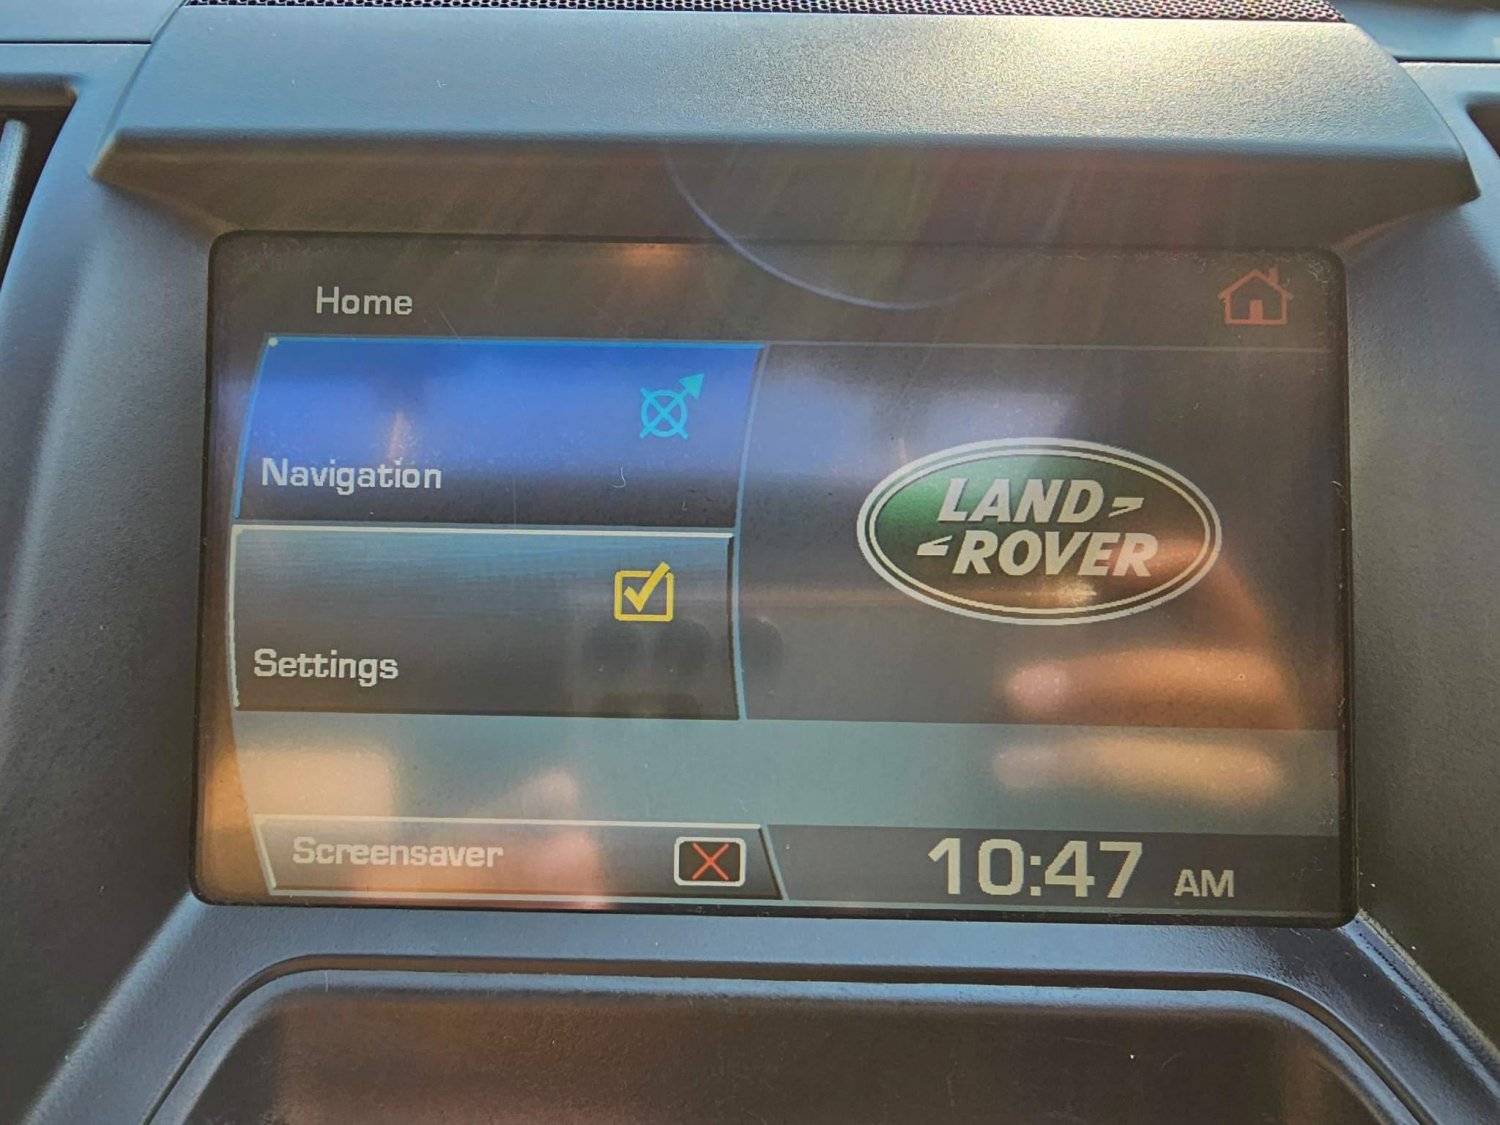 Home
Navigation
LAND
ROVER
Settings
Screensaver
10:47 AM